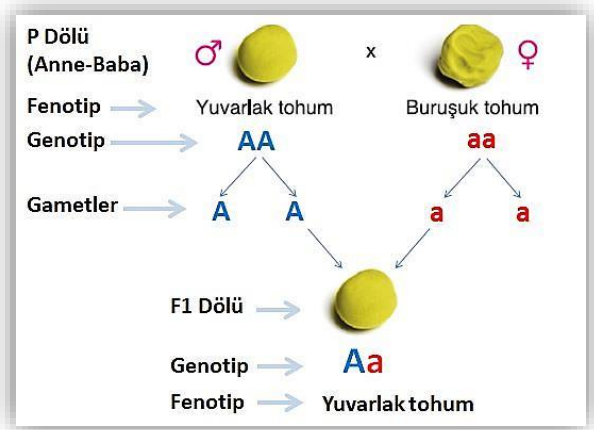 P Dölü
(Anne-Baba)
♂ x ♀
Fenotip Yuvarlak tohum Buruşuk tohum
Genotip AA aa
Gametler A A a a
F1 Dölü
Genotip Aa
Fenotip Yuvarlak tohum